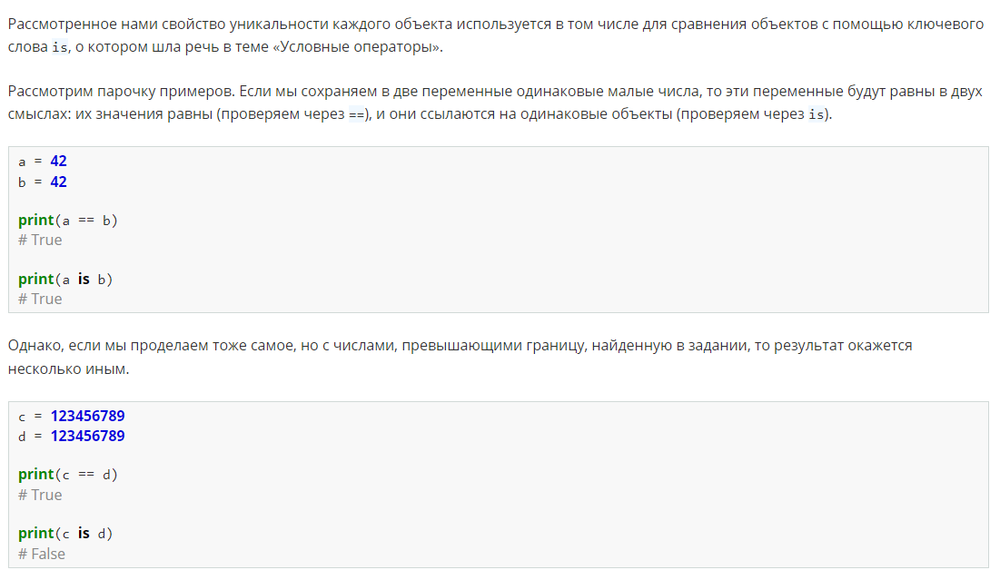 Рассмотренное нами свойство уникальности каждого объекта используется в том числе для сравнения объектов с помощью ключевого
слова is, о котором шла речь в теме «Условные операторы».
Рассмотрим парочку примеров. Если мы сохраняем в две переменные одинаковые малые числа, то эти переменные будут равны в двух
смыслах: их значения равны (проверяем через ==), и они ссылаются на одинаковые объекты (проверяем через is).
a = 42
b = 42
print(a == b)
# True
print(a is b)
# True
Однако, если мы проделаем тоже самое, но с числами, превышающими границу, найденную в задании, то результат окажется
несколько иным.
c = 123456789
d = 123456789
print(c == d)
# True
print(c is d)
# False